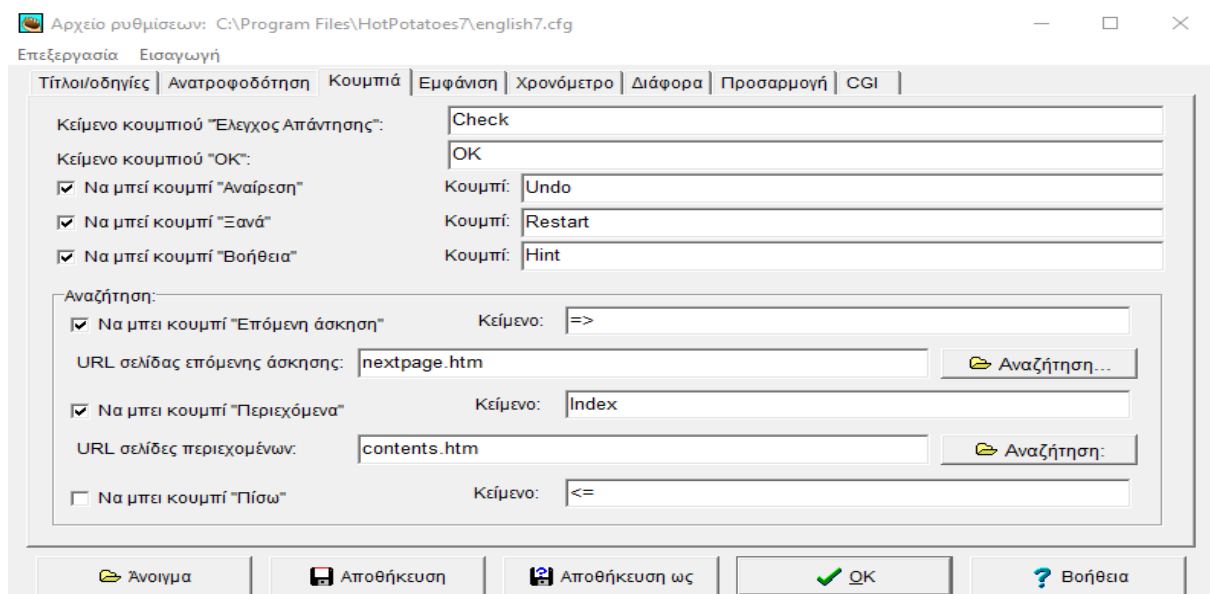 Αρχείο ρυθμίσεων: C:\Program Files\HotPotatoes7\english7.cfg
Επεξεργασία Εισαγωγή
Τίτλοι/οδηγίες Ανατροφοδότηση Κουμπιά Εμφάνιση Χρονόμετρο Διάφορα Προσαρμογή CGI
Κείμενο κουμπιού "Έλεγχος Απάντησης": Check
Κείμενο κουμπιού "ΟΚ": OK
Να μπεί κουμπί "Αναίρεση" Κουμπί: Undo
Να μπεί κουμπί "Ξανά" Κουμπί: Restart
Να μπεί κουμπί "Βοήθεια" Κουμπί: Hint
Αναζήτηση:
Να μπει κουμπί "Επόμενη άσκηση" Κείμενο: =>
URL σελίδας επόμενης άσκησης: nextpage.htm Αναζήτηση...
Να μπει κουμπί "Περιεχόμενα" Κείμενο: Index
URL σελίδες περιεχομένων: contents.htm Αναζήτηση:
Να μπει κουμπί "Πίσω" Κείμενο: <=
Άνοιγμα Αποθήκευση Αποθήκευση ως OK Βοήθεια